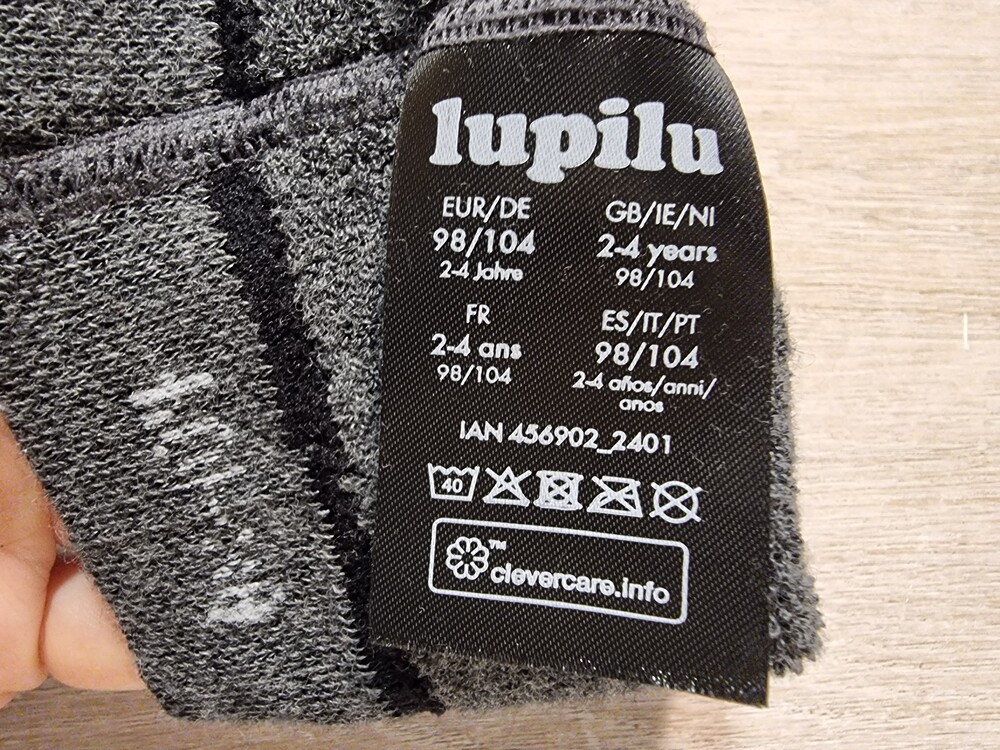 lupilu
EUR/DE
98/104
2-4 Jahre
GB/IE/NI
2-4 years
98/104
FR
2-4 ans
98/104
ES/IT/PT
98/104
2-4 años/anni/
anos
IAN 456902_2401
40
™
clevercare.info